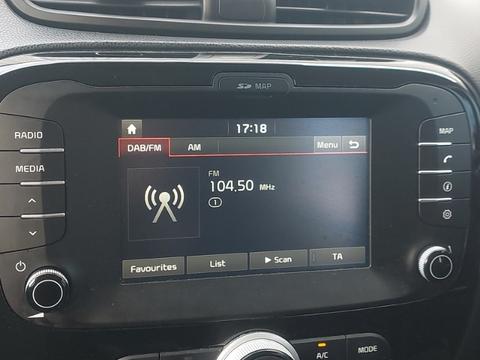 SD MAP
17:18
RADIO
MEDIA
DAB/FM AM Menu
FM
104.50 MHz
1
Favourites List Scan TA
MAP
A/C
MODE